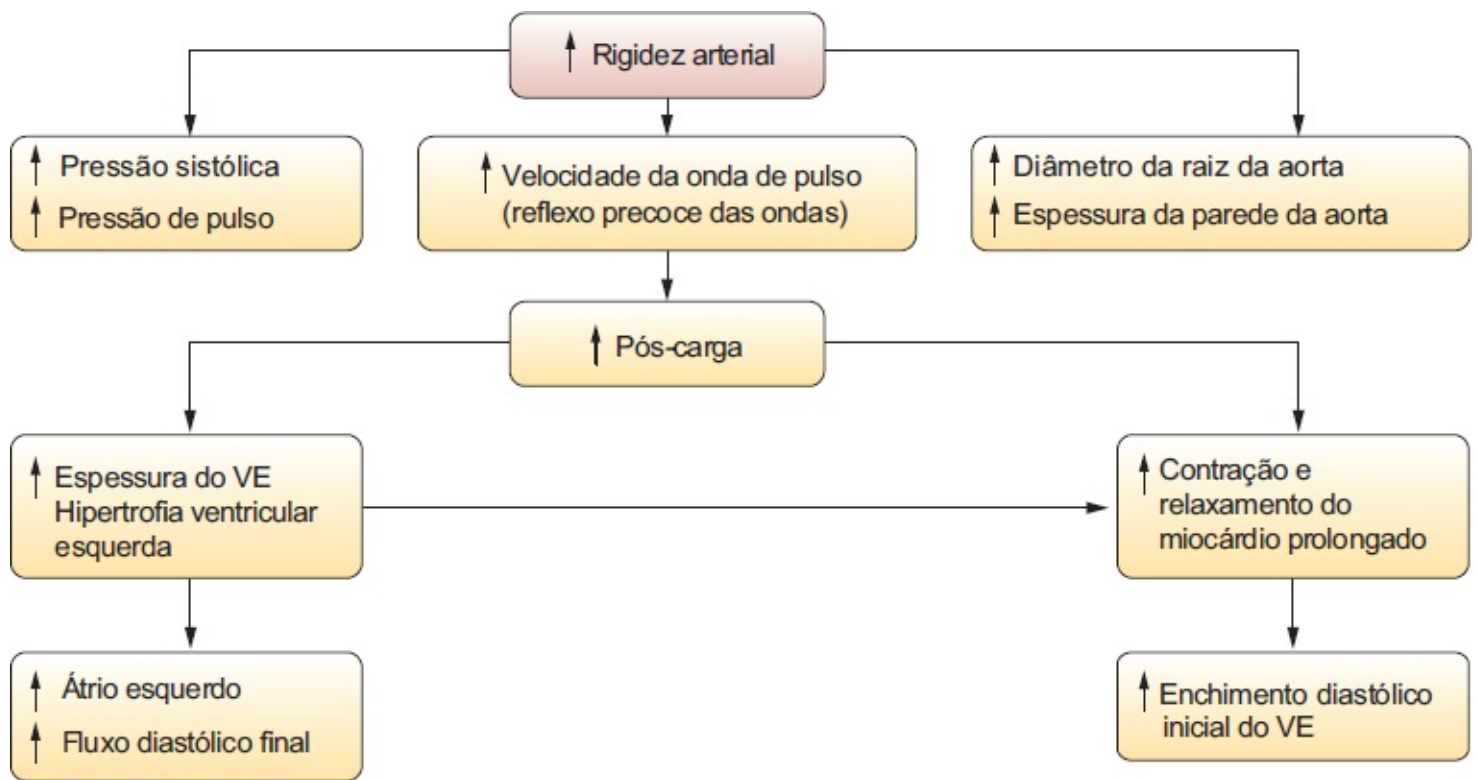 ↑ Rigidez arterial
↑ Pressão sistólica
↑ Pressão de pulso
↑ Velocidade da onda de pulso
(reflexo precoce das ondas)
↑ Diâmetro da raiz da aorta
↑ Espessura da parede da aorta
↑ Pós-carga
↑ Espessura do VE
Hipertrofia ventricular
esquerda
↑ Contração e
relaxamento do
miocárdio prolongado
↑ Átrio esquerdo
↑ Fluxo diastólico final
↑ Enchimento diastólico
inicial do VE